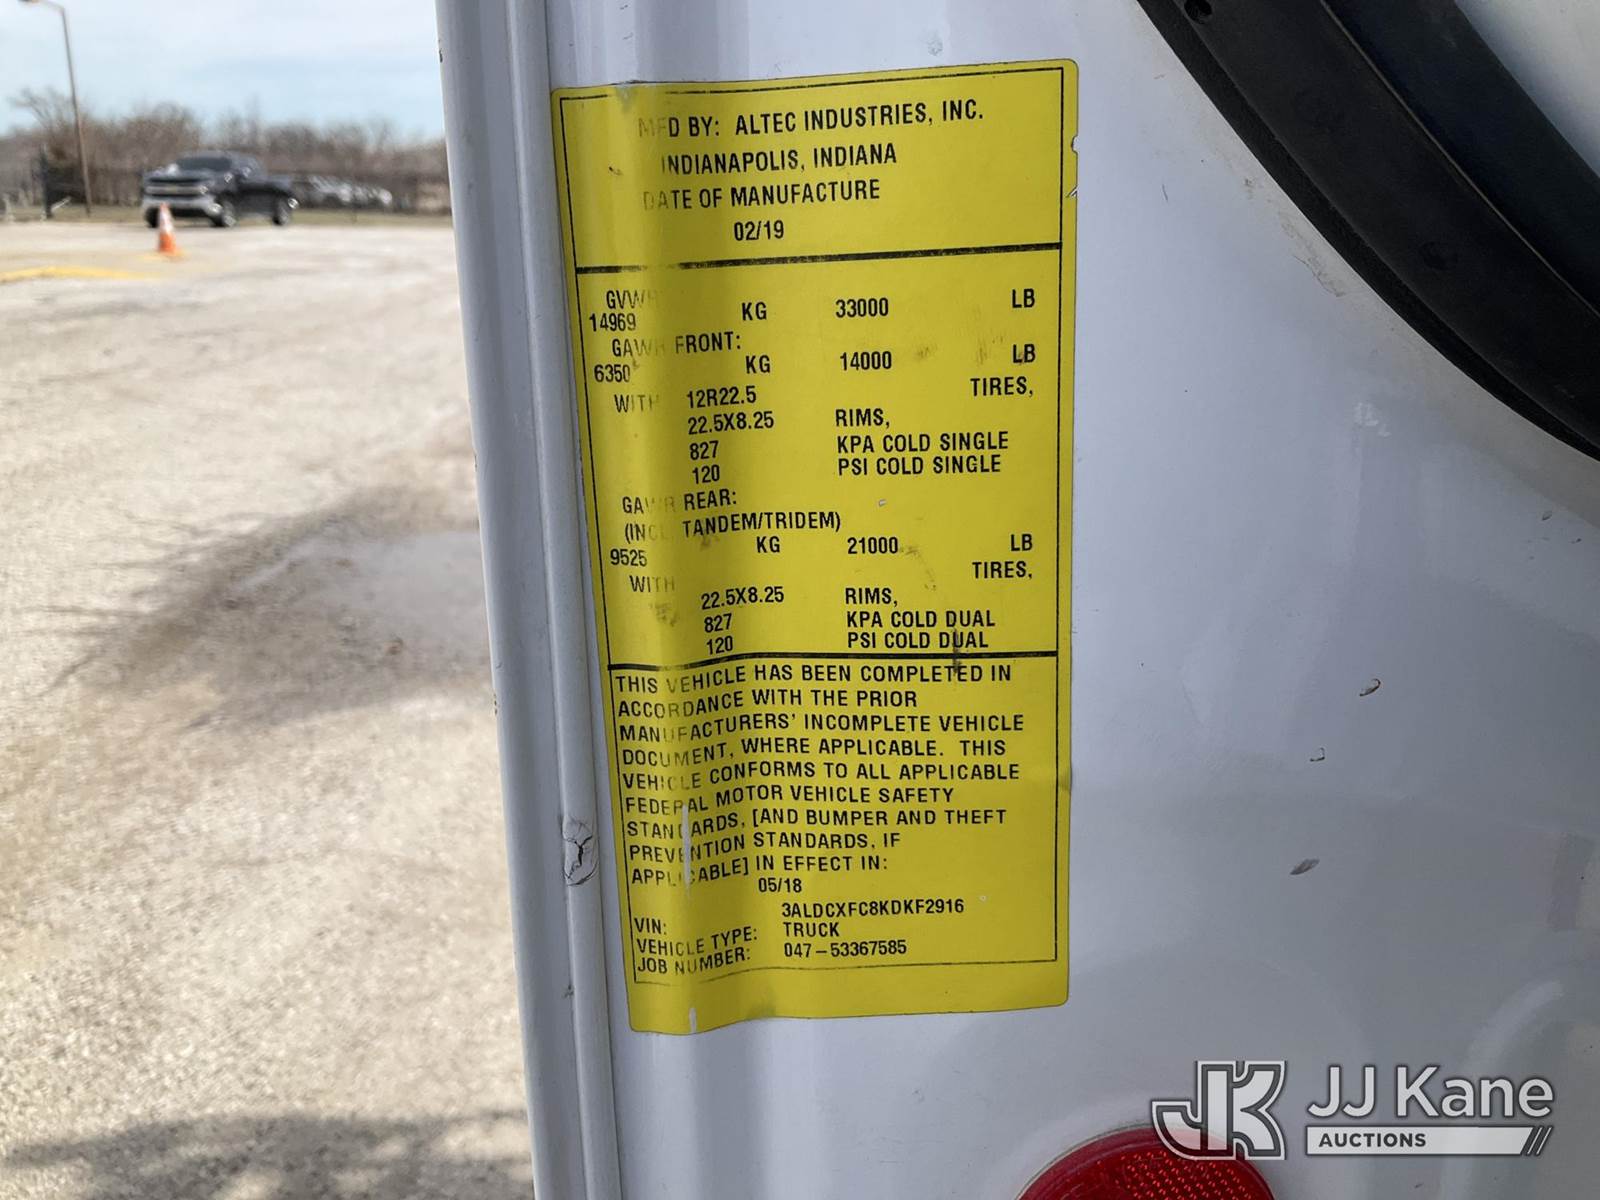 MFD BY: ALTEC INDUSTRIES, INC.
INDIANAPOLIS, INDIANA
DATE OF MANUFACTURE
02/19
GVWR
14969 KG 33000 LB
GAWR FRONT:
6350 KG 14000 LB
WITH 12R22.5 TIRES,
22.5X8.25 RIMS,
827 KPA COLD SINGLE
120 PSI COLD SINGLE
GAWR REAR:
(INCL. TANDEM/TRIDEM)
9525 KG 21000 LB
WITH TIRES,
22.5X8.25 RIMS,
827 KPA COLD DUAL
120 PSI COLD DUAL
THIS VEHICLE HAS BEEN COMPLETED IN
ACCORDANCE WITH THE PRIOR
MANUFACTURERS' INCOMPLETE VEHICLE
DOCUMENT, WHERE APPLICABLE. THIS
VEHICLE CONFORMS TO ALL APPLICABLE
FEDERAL MOTOR VEHICLE SAFETY
STANDARDS, [AND BUMPER AND THEFT
PREVENTION STANDARDS, IF
APPLICABLE] IN EFFECT IN:
05/18
VIN: 3ALDCXFC8KDKF2916
VEHICLE TYPE: TRUCK
JOB NUMBER: 047-53367585
JK JJ Kane
AUCTIONS